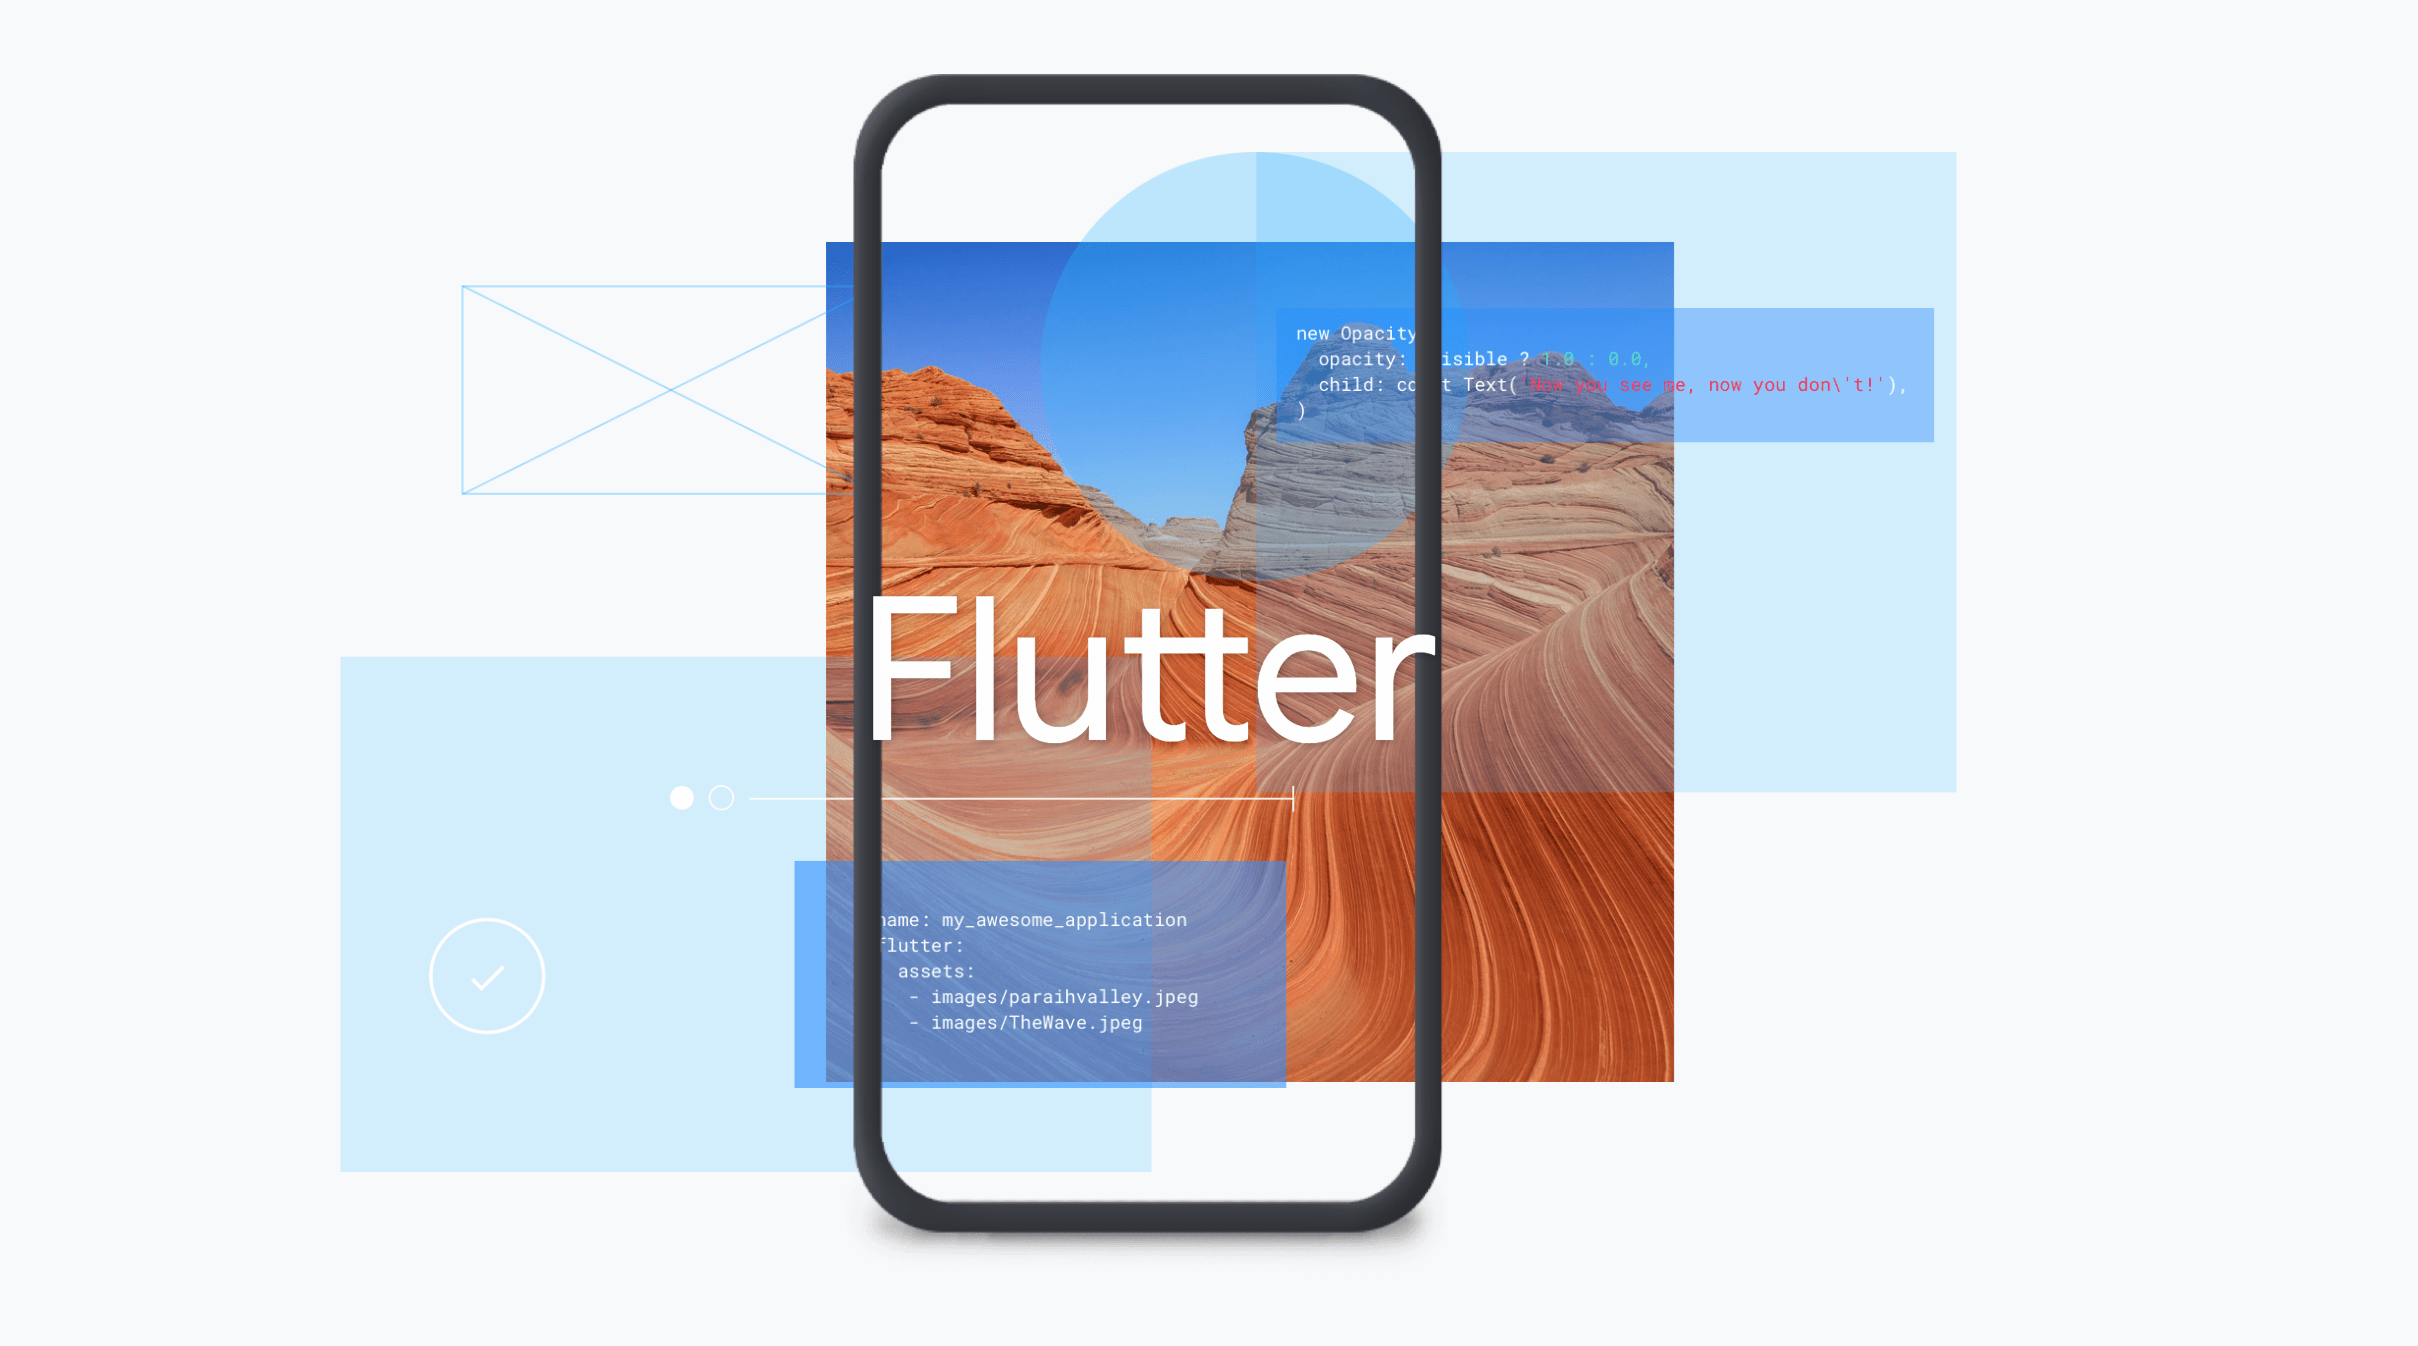 new Opacity
  opacity: isible ? 1.0 : 0.0,
  child: co t Text('Now you see me, now you don\'t!'),
)
Flutter
name: my_awesome_application
flutter:
  assets:
   - images/paraihvalley.jpeg
   - images/TheWave.jpeg